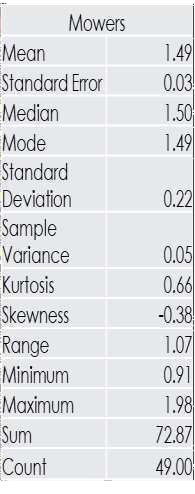 Mowers
Mean 1.49
Standard Error 0.03
Median 1.50
Mode 1.49
Standard
Deviation 0.22
Sample
Variance 0.05
Kurtosis 0.66
Skewness -0.38
Range 1.07
Minimum 0.91
Maximum 1.98
Sum 72.87
Count 49.00